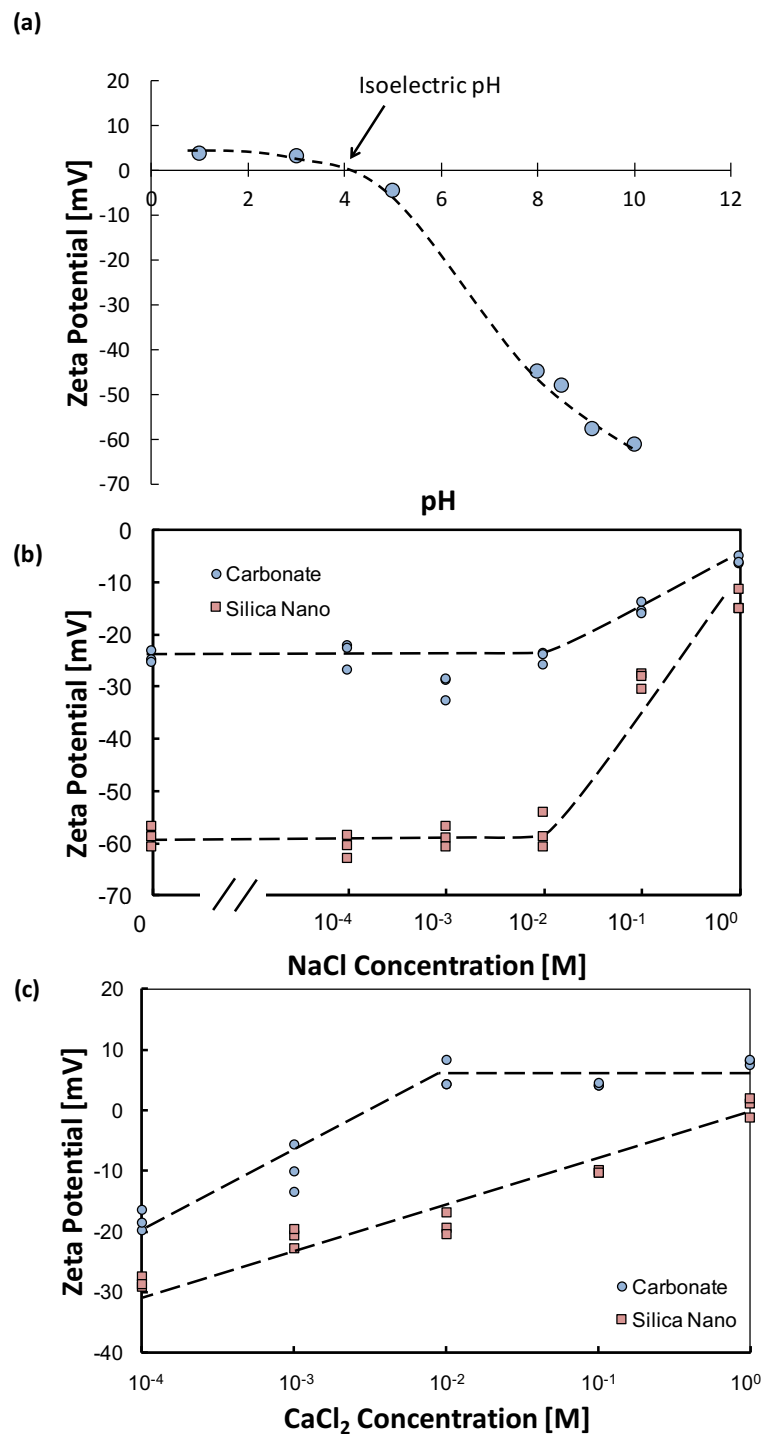 (a)
Isoelectric pH
20
10
0
-10
-20
-30
-40
-50
-60
-70
0 2 4 6 8 10 12
Zeta Potential [mV]
pH
(b)
0
-10
-20
-30
-40
-50
-60
-70
Carbonate
Silica Nano
Zeta Potential [mV]
0 10⁻⁴ 10⁻³ 10⁻² 10⁻¹ 10⁰
NaCl Concentration [M]
(c)
20
10
0
-10
-20
-30
-40
Zeta Potential [mV]
Carbonate
Silica Nano
10⁻⁴ 10⁻³ 10⁻² 10⁻¹ 10⁰
CaCl₂ Concentration [M]